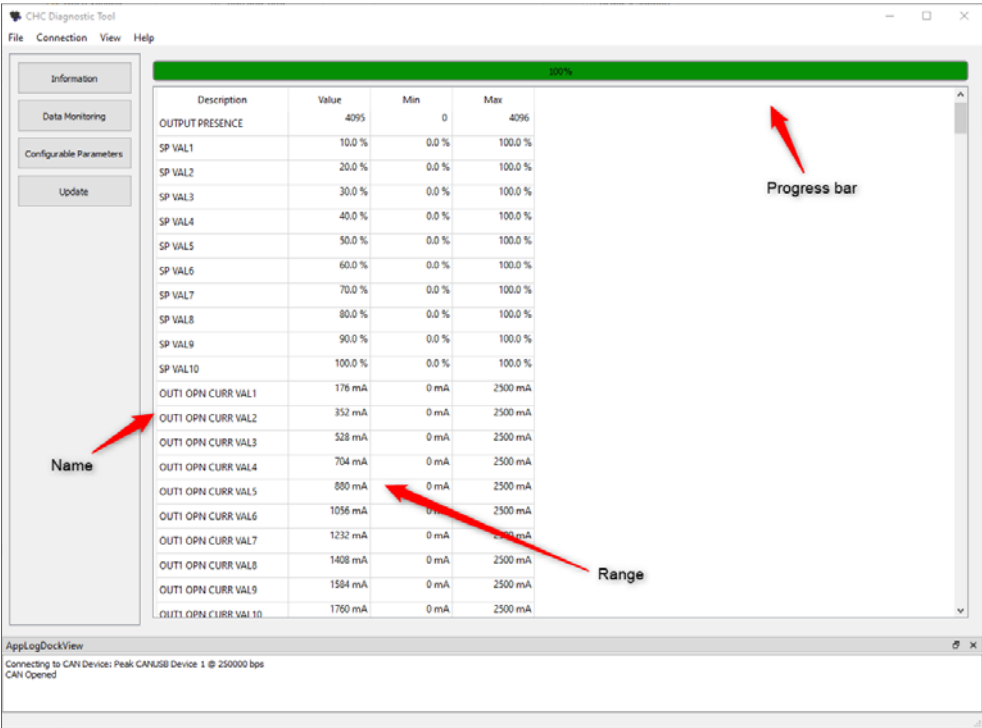 CHC Diagnostic Tool
File Connection View Help
Information
Data Monitoring
Configurable Parameters
Update
100%
Description Value Min Max
OUTPUT PRESENCE 4095 0 4096
SP VAL1 10.0 % 0.0 % 100.0 %
SP VAL2 20.0 % 0.0 % 100.0 %
SP VAL3 30.0 % 0.0 % 100.0 %
SP VAL4 40.0 % 0.0 % 100.0 %
SP VAL5 50.0 % 0.0 % 100.0 %
SP VAL6 60.0 % 0.0 % 100.0 %
SP VAL7 70.0 % 0.0 % 100.0 %
SP VAL8 80.0 % 0.0 % 100.0 %
SP VAL9 90.0 % 0.0 % 100.0 %
SP VAL10 100.0 % 0.0 % 100.0 %
OUT1 OPN CURR VAL1 176 mA 0 mA 2500 mA
OUT1 OPN CURR VAL2 352 mA 0 mA 2500 mA
OUT1 OPN CURR VAL3 528 mA 0 mA 2500 mA
OUT1 OPN CURR VAL4 704 mA 0 mA 2500 mA
OUT1 OPN CURR VAL5 880 mA 0 mA 2500 mA
OUT1 OPN CURR VAL6 1056 mA 0 mA 2500 mA
OUT1 OPN CURR VAL7 1232 mA 0 mA 2500 mA
OUT1 OPN CURR VAL8 1408 mA 0 mA 2500 mA
OUT1 OPN CURR VAL9 1584 mA 0 mA 2500 mA
OUT1 OPN CURR VAL10 1760 mA 0 mA 2500 mA
Progress bar
Name
Range
AppLogDockView
Connecting to CAN Device: Peak CANUSB Device 1 @ 250000 bps
CAN Opened